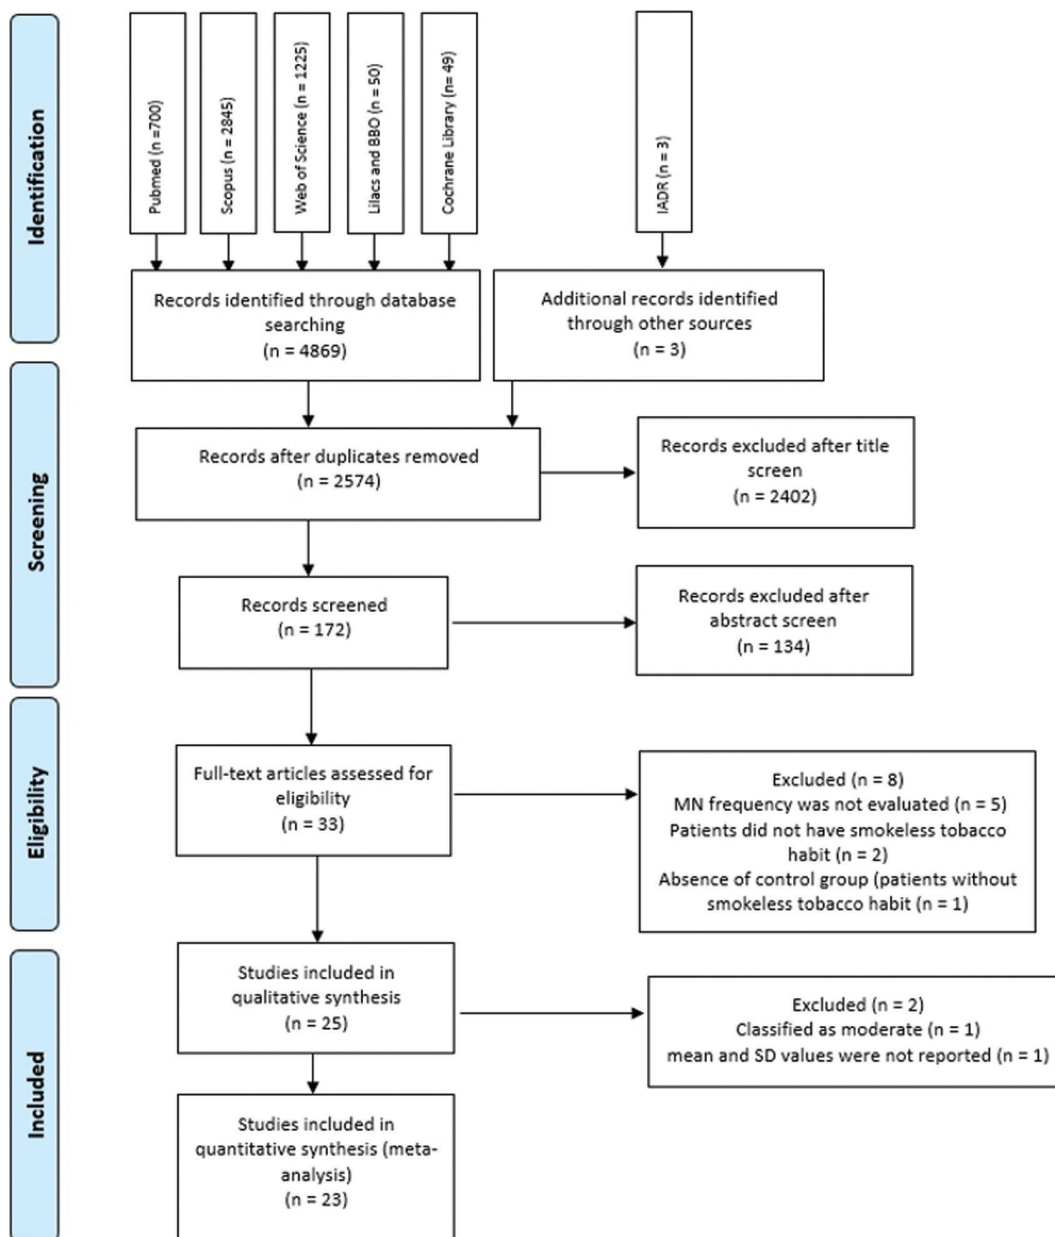 Identification
Pubmed (n =700)
Scopus (n = 2845)
Web of Science (n = 1225)
Lilacs and BBO (n = 50)
Cochrane Library (n= 49)
IADR (n = 3)
Records identified through database
searching
(n = 4869)
Additional records identified
through other sources
(n = 3)
Screening
Records after duplicates removed
(n = 2574)
Records excluded after title
screen
(n = 2402)
Records screened
(n = 172)
Records excluded after
abstract screen
(n = 134)
Eligibility
Full-text articles assessed for
eligibility
(n = 33)
Excluded (n = 8)
MN frequency was not evaluated (n = 5)
Patients did not have smokeless tobacco
habit (n = 2)
Absence of control group (patients without
smokeless tobacco habit (n = 1)
Included
Studies included in
qualitative synthesis
(n = 25)
Excluded (n = 2)
Classified as moderate (n = 1)
mean and SD values were not reported (n = 1)
Studies included in
quantitative synthesis (meta-
analysis)
(n = 23)